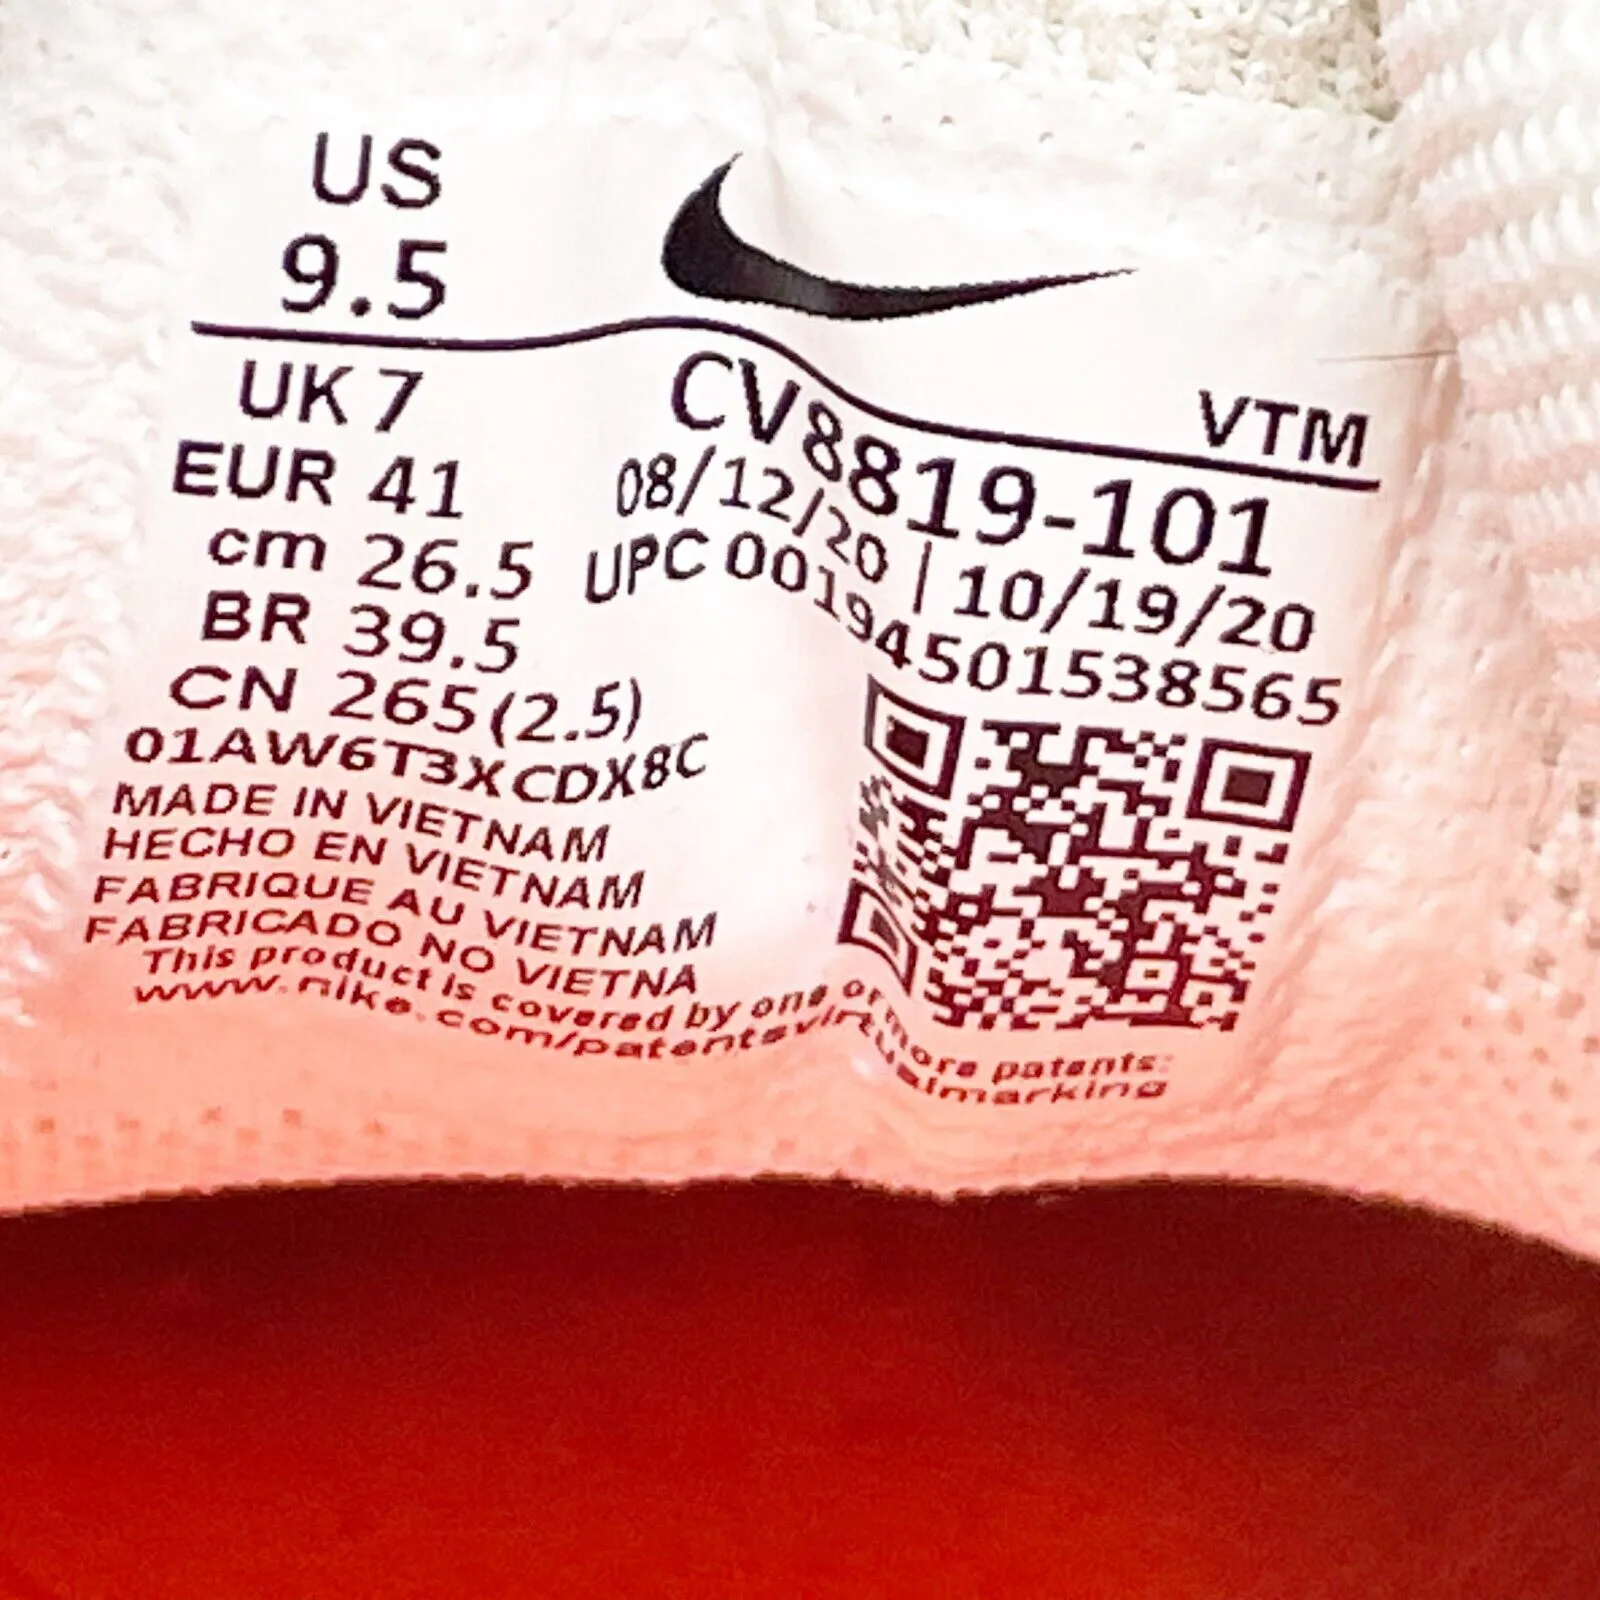 US
9.5
VTM
UK 7
EUR 41
cm 26.5
BR 39.5
CN 265(2.5)
01AW6T3XCDX8C
CV8819-101
08/12/20 | 10/19/20
UPC 00194501538565
MADE IN VIETNAM
HECHO EN VIETNAM
FABRIQUE AU VIETNAM
FABRICADO NO VIETNA
This product is covered by one or more patents:
www.nike.com/patentsvirtualmarking